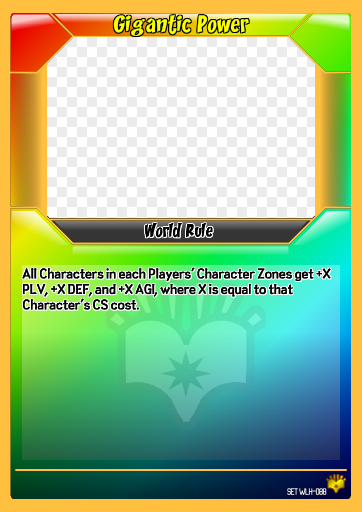 Gigantic Power
World Rule
All Characters in each Players' Character Zones get +X
PLV, +X DEF, and +X AGI, where X is equal to that
Character's CS cost.
SET WLH-088